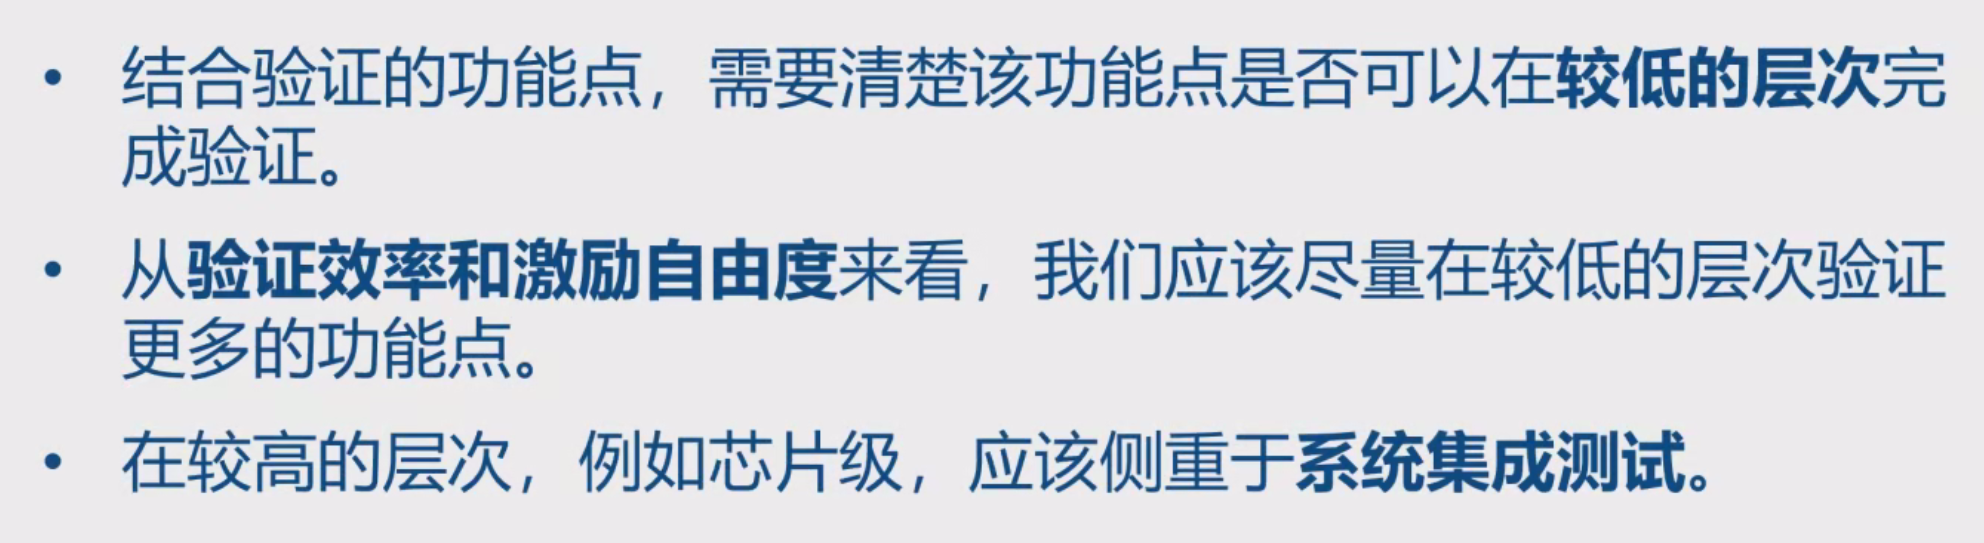 • 结合验证的功能点，需要清楚该功能点是否可以在较低的层次完
成验证。
• 从验证效率和激励自由度来看，我们应该尽量在较低的层次验证
更多的功能点。
• 在较高的层次，例如芯片级，应该侧重于系统集成测试。